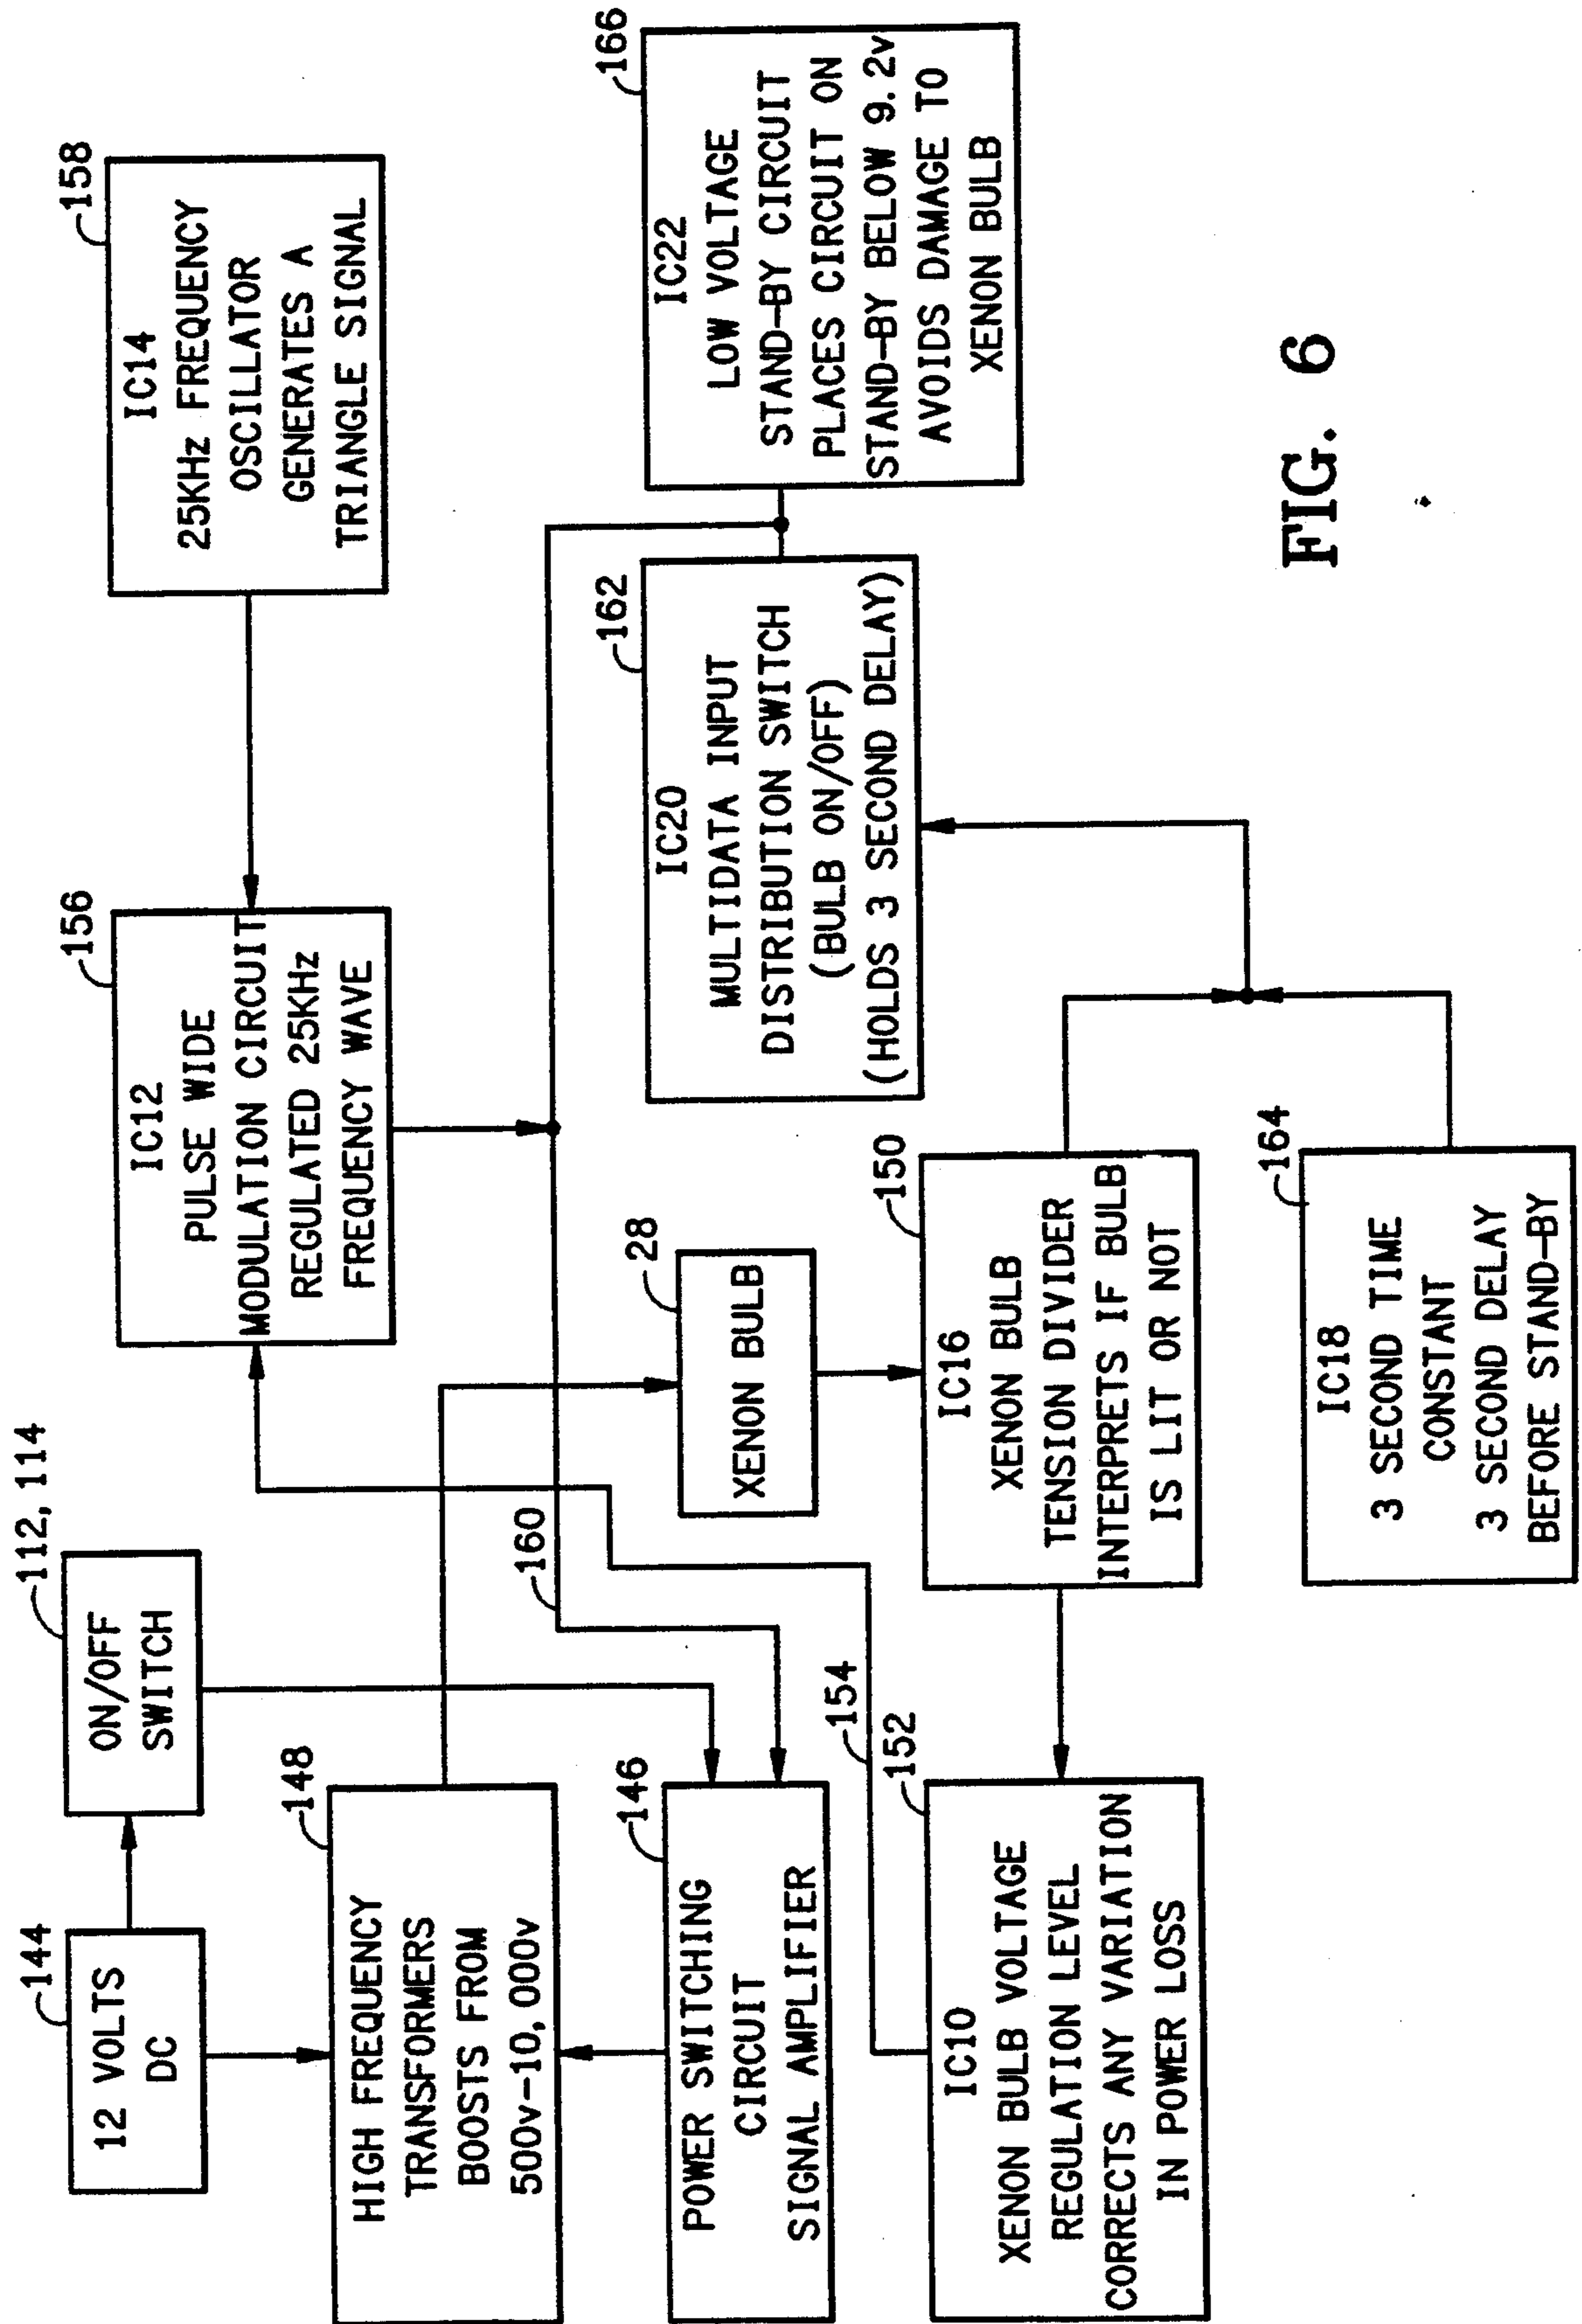 144
12 VOLTS
DC
112, 114
ON/OFF
SWITCH
148
HIGH FREQUENCY
TRANSFORMERS
BOOSTS FROM
500v-10,000v
146
POWER SWITCHING
CIRCUIT
SIGNAL AMPLIFIER
156
IC12
PULSE WIDE
MODULATION CIRCUIT
REGULATED 25KHz
FREQUENCY WAVE
158
IC14
25KHz FREQUENCY
OSCILLATOR
GENERATES A
TRIANGLE SIGNAL
160
154
28
XENON BULB
152
IC10
XENON BULB VOLTAGE
REGULATION LEVEL
CORRECTS ANY VARIATION
IN POWER LOSS
150
IC16
XENON BULB
TENSION DIVIDER
INTERPRETS IF BULB
IS LIT OR NOT
162
IC20
MULTIDATA INPUT
DISTRIBUTION SWITCH
(BULB ON/OFF)
(HOLDS 3 SECOND DELAY)
166
IC22
LOW VOLTAGE
STAND-BY CIRCUIT
PLACES CIRCUIT ON
STAND-BY BELOW 9.2v
AVOIDS DAMAGE TO
XENON BULB
164
IC18
3 SECOND TIME
CONSTANT
3 SECOND DELAY
BEFORE STAND-BY
FIG. 6